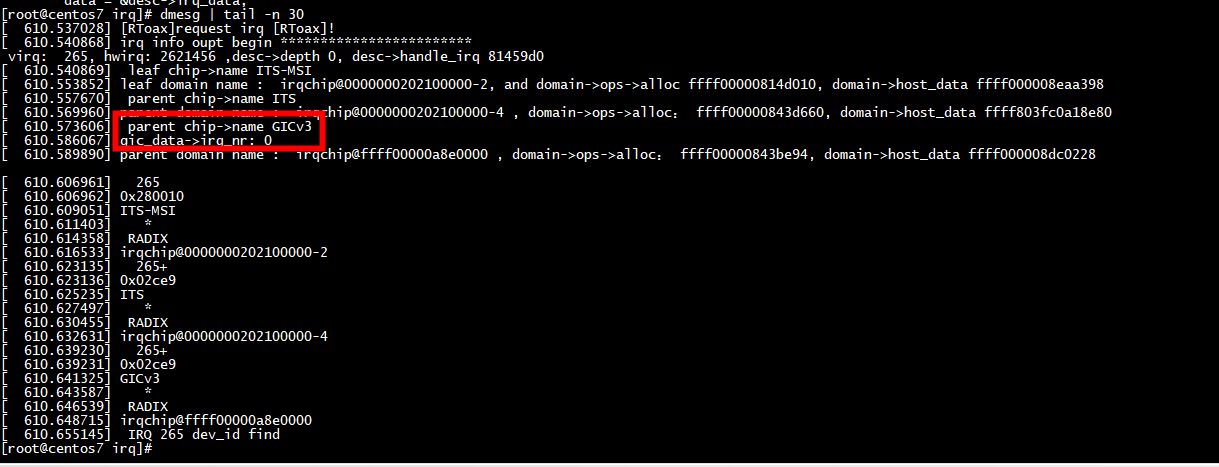 data = &desc->irq_data;
[root@centos7 irq]# dmesg | tail -n 30
[  610.537028] [RToax]request irq [RToax]!
[  610.540868] irq info oupt begin ************************
virq:  265, hwirq: 2621456 ,desc->depth 0, desc->handle_irq 81459d0
[  610.540869]  leaf chip->name ITS-MSI
[  610.553852] leaf domain name :  irqchip@0000000202100000-2, and domain->ops->alloc ffff00000814d010, domain->host_data ffff000008eaa398
[  610.557670]  parent chip->name ITS
[  610.569960] parent domain name :  irqchip@0000000202100000-4 , domain->ops->alloc： ffff00000843d660, domain->host_data ffff803fc0a18e80
[  610.573606]  parent chip->name GICv3
[  610.586067] gic_data->irq_nr: 0
[  610.589890] parent domain name :  irqchip@ffff00000a8e0000 , domain->ops->alloc： ffff00000843be94, domain->host_data ffff000008dc0228
[  610.606961]   265
[  610.606962] 0x280010
[  610.609051] ITS-MSI
[  610.611403]    *
[  610.614358]  RADIX
[  610.616533] irqchip@0000000202100000-2
[  610.623135]   265+
[  610.623136] 0x02ce9
[  610.625235] ITS
[  610.627497]    *
[  610.630455]  RADIX
[  610.632631] irqchip@0000000202100000-4
[  610.639230]   265+
[  610.639231] 0x02ce9
[  610.641325] GICv3
[  610.643587]    *
[  610.646539]  RADIX
[  610.648715] irqchip@ffff00000a8e0000
[  610.655145]  IRQ 265 dev_id find
[root@centos7 irq]#